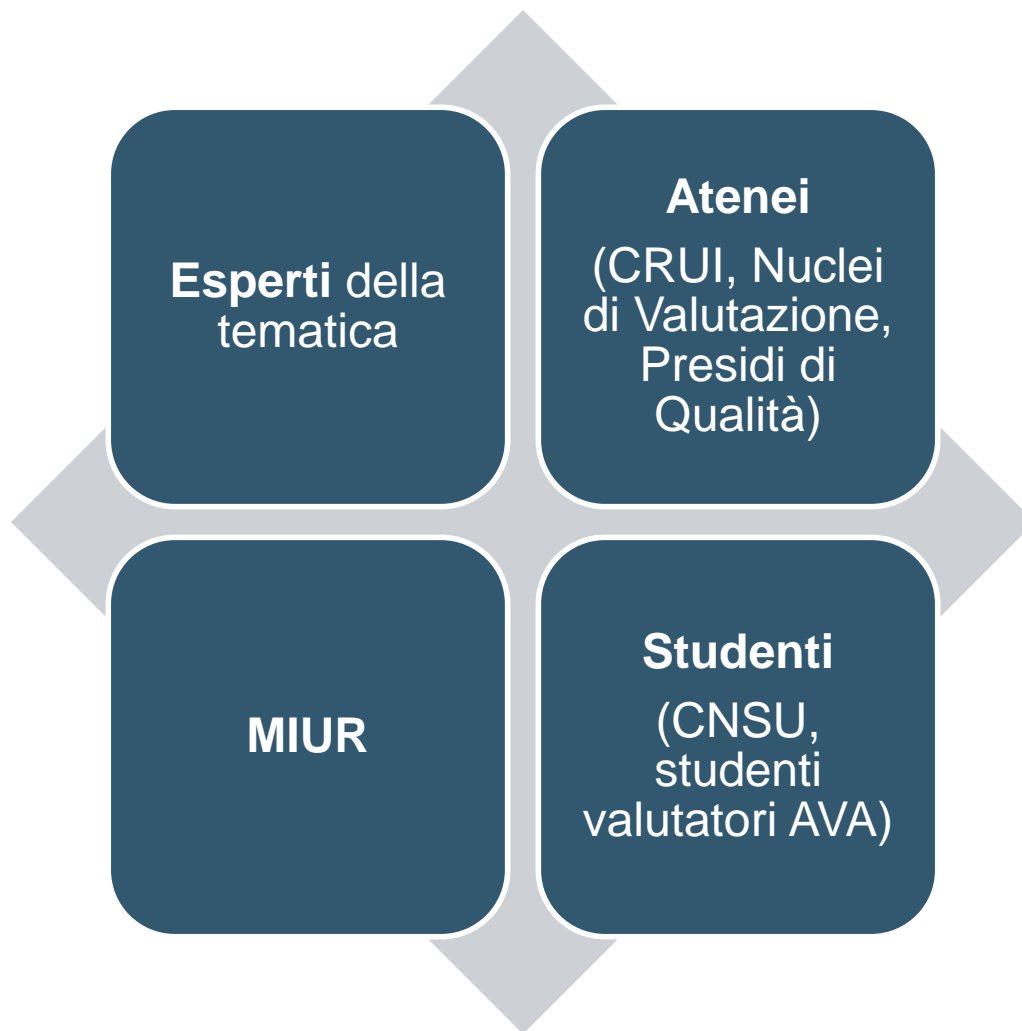 Esperti della
tematica
Atenei
(CRUI, Nuclei
di Valutazione,
Presidi di
Qualità)
MIUR
Studenti
(CNSU,
studenti
valutatori AVA)